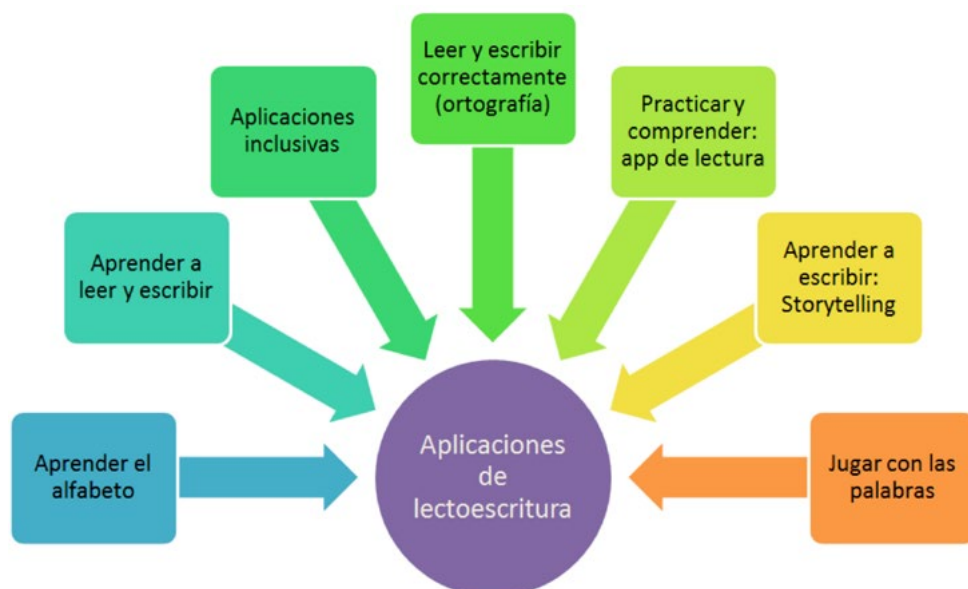 Aprender el
alfabeto
Aprender a
leer y escribir
Aplicaciones
inclusivas
Leer y escribir
correctamente
(ortografía)
Practicar y
comprender:
app de lectura
Aprender a
escribir:
Storytelling
Jugar con las
palabras
Aplicaciones
de
lectoescritura